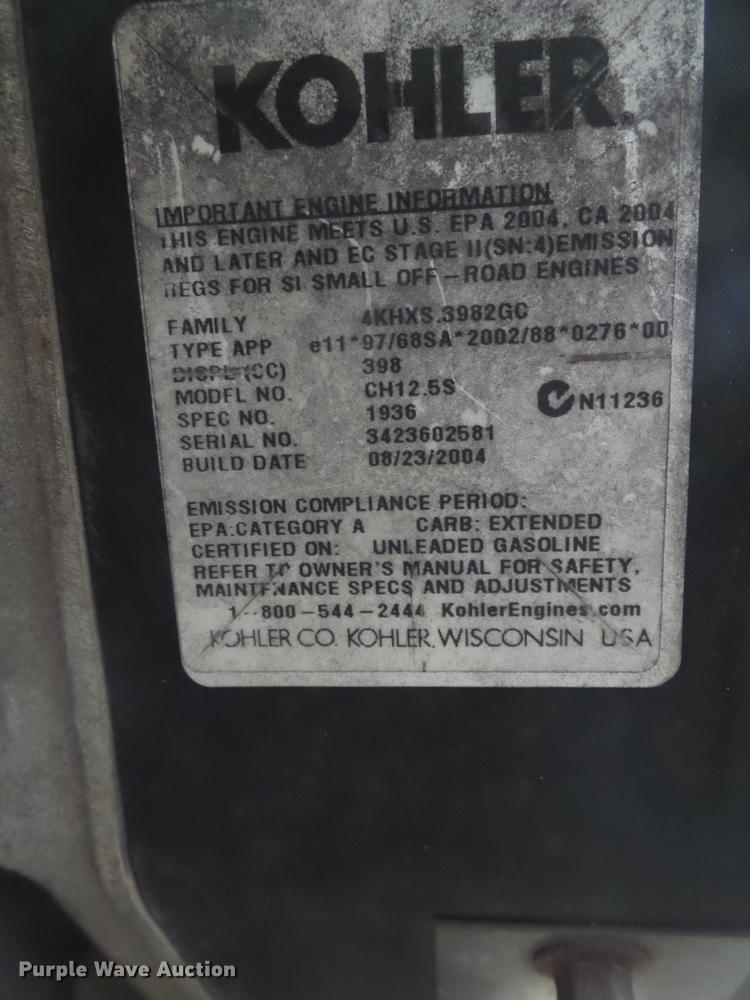 KOHLER.
IMPORTANT ENGINE INFORMATION
THIS ENGINE MEETS U.S. EPA 2004, CA 2004
AND LATER AND EC STAGE II(SN:4)EMISSION
REGS FOR SI SMALL OFF-ROAD ENGINES
FAMILY 4KHXS.3982GC
TYPE APP e11*97/68SA*2002/88*0276*00
DISPL (CC) 398
MODEL NO. CH12.5S
N11236
SPEC NO. 1936
SERIAL NO. 3423602581
BUILD DATE 08/23/2004
EMISSION COMPLIANCE PERIOD:
EPA:CATEGORY A CARB: EXTENDED
CERTIFIED ON: UNLEADED GASOLINE
REFER TO OWNER'S MANUAL FOR SAFETY,
MAINTENANCE SPECS AND ADJUSTMENTS
1-800-544-2444 KohlerEngines.com
KOHLER CO. KOHLER, WISCONSIN USA
Purple Wave Auction